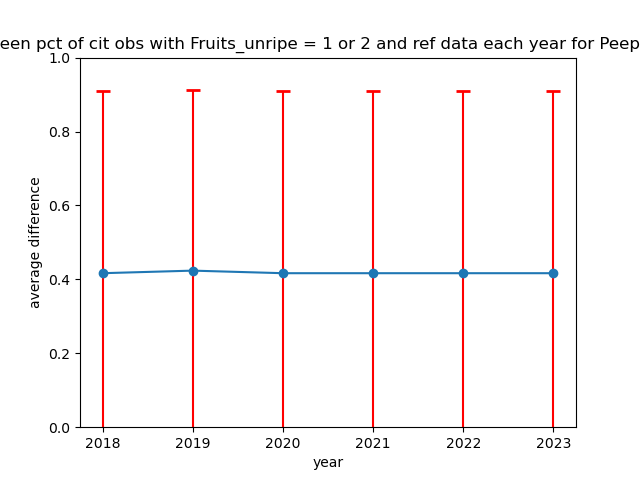 een pct of cit obs with Fruits_unripe = 1 or 2 and ref data each year for Peep
1.0
0.8
0.6
0.4
0.2
0.0
average difference
2018 2019 2020 2021 2022 2023
year